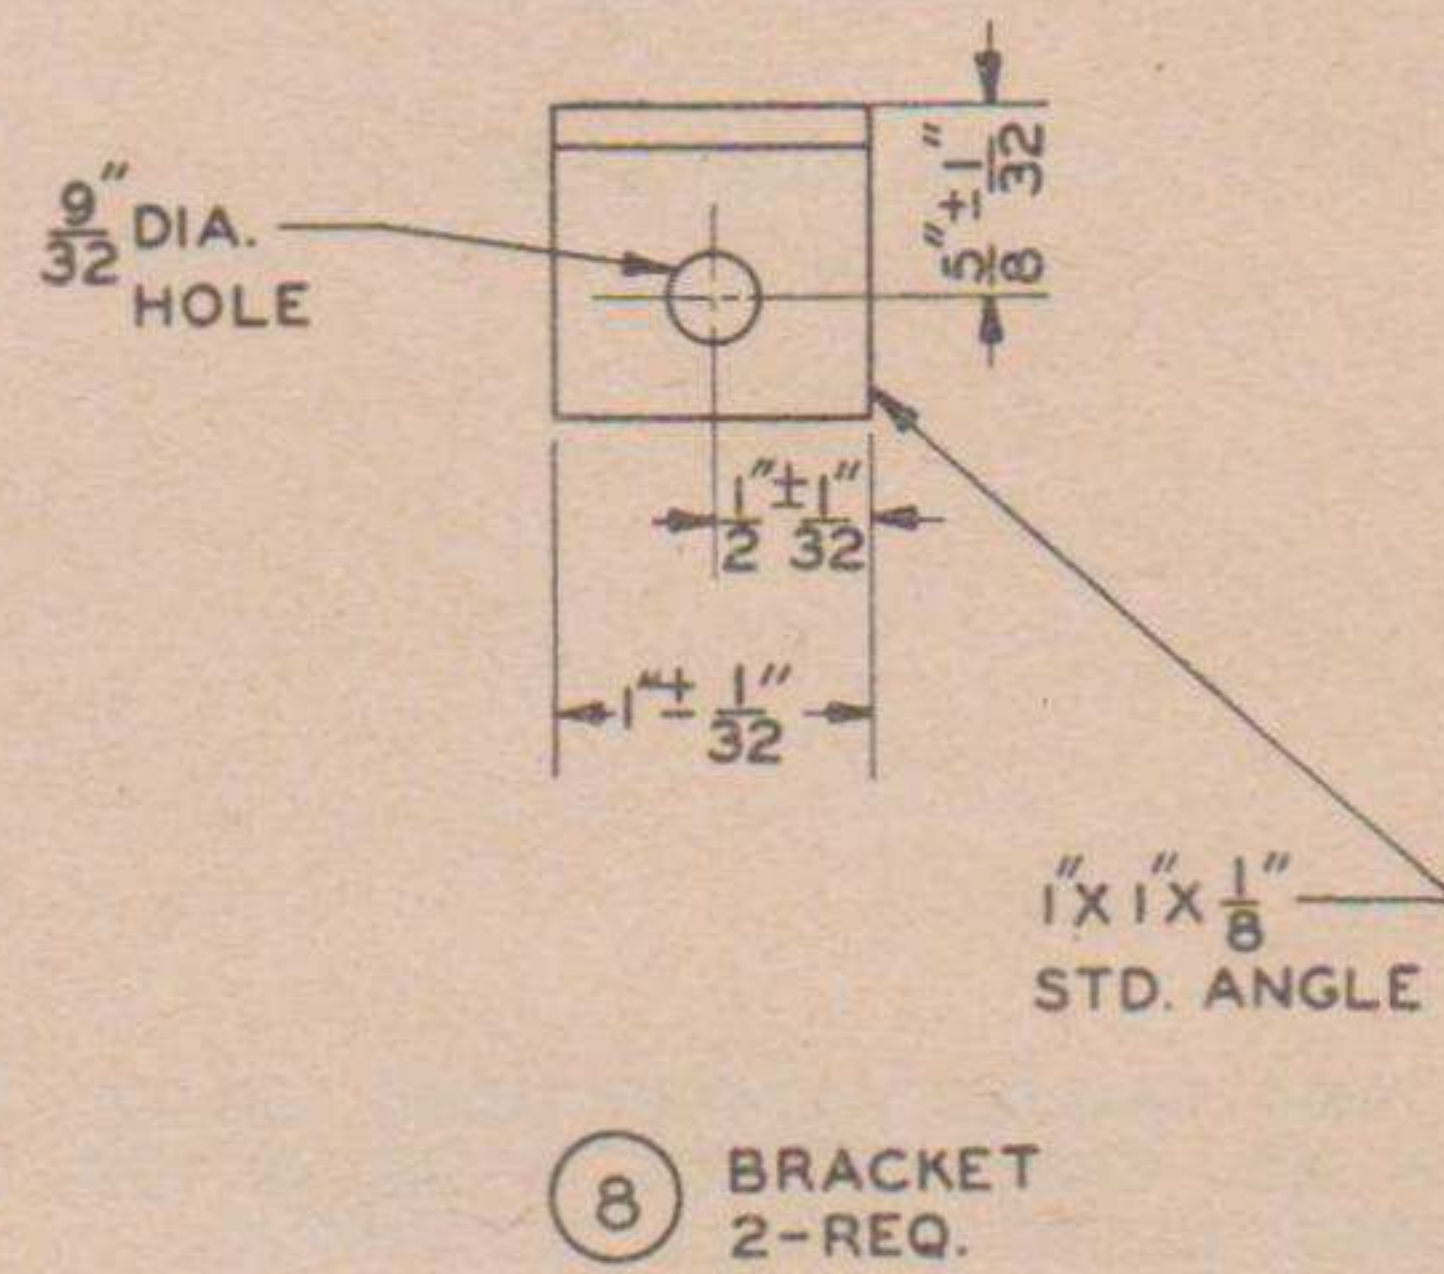 9/32" DIA.
HOLE
5/8" ± 1/32"
1/2" ± 1/32"
1" ± 1/32"
1" X 1" X 1/8"
STD. ANGLE
8
BRACKET
2-REQ.